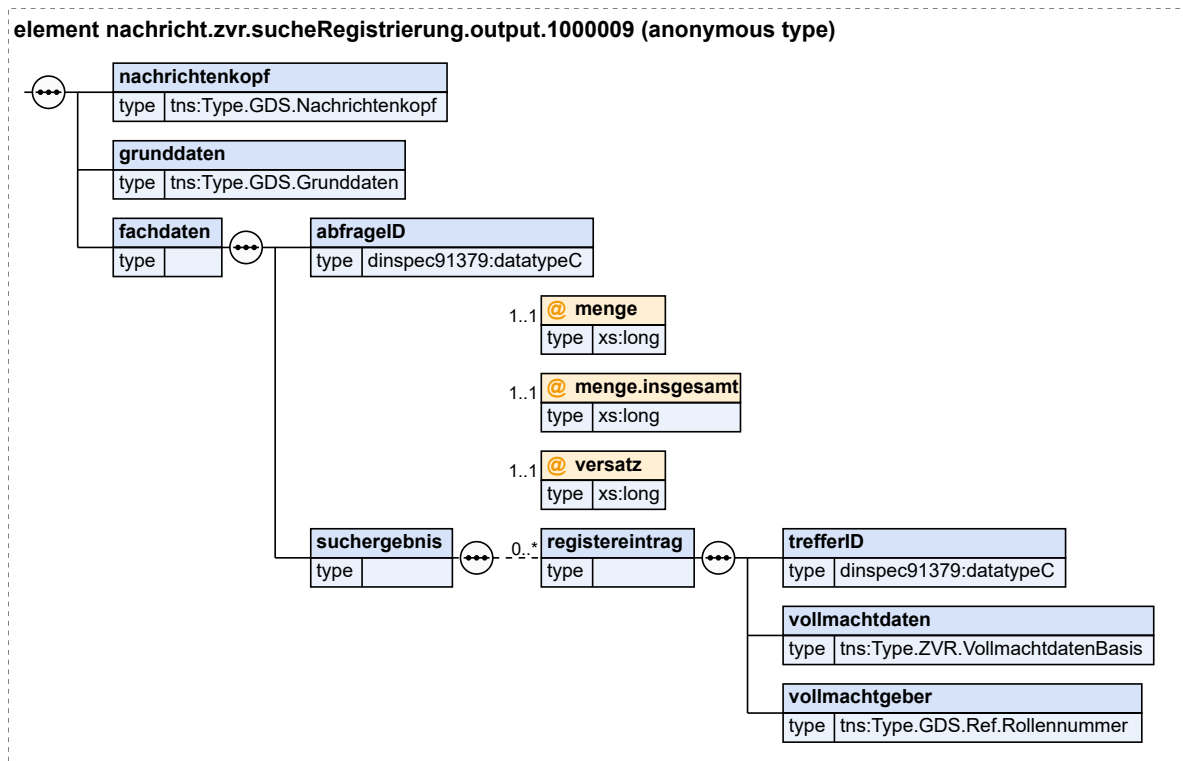 element nachricht.zvr.sucheRegistrierung.output.1000009 (anonymous type)
nachrichtenkopf
type tns:Type.GDS.Nachrichtenkopf
grunddaten
type tns:Type.GDS.Grunddaten
fachdaten
type
abfrageID
type dinspec91379:datatypeC
1..1 @ menge
type xs:long
1..1 @ menge.insgesamt
type xs:long
1..1 @ versatz
type xs:long
suchergebnis
type
0..* registereintrag
type
trefferID
type dinspec91379:datatypeC
vollmachtdaten
type tns:Type.ZVR.VollmachtdatenBasis
vollmachtgeber
type tns:Type.GDS.Ref.Rollennummer